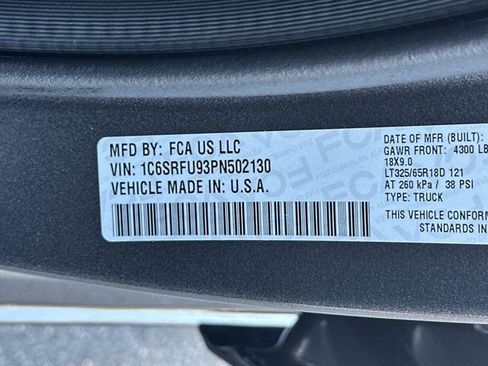 MFD BY: FCA US LLC
VIN: 1C6SRFU93PN502130
VEHICLE MADE IN: U.S.A.
DATE OF MFR (BUILT):
GAWR FRONT: 4300 LB
18X9.0
LT325/65R18D 121
AT 260 kPa / 38 PSI
TYPE: TRUCK
THIS VEHICLE CONFORM
STANDARDS IN